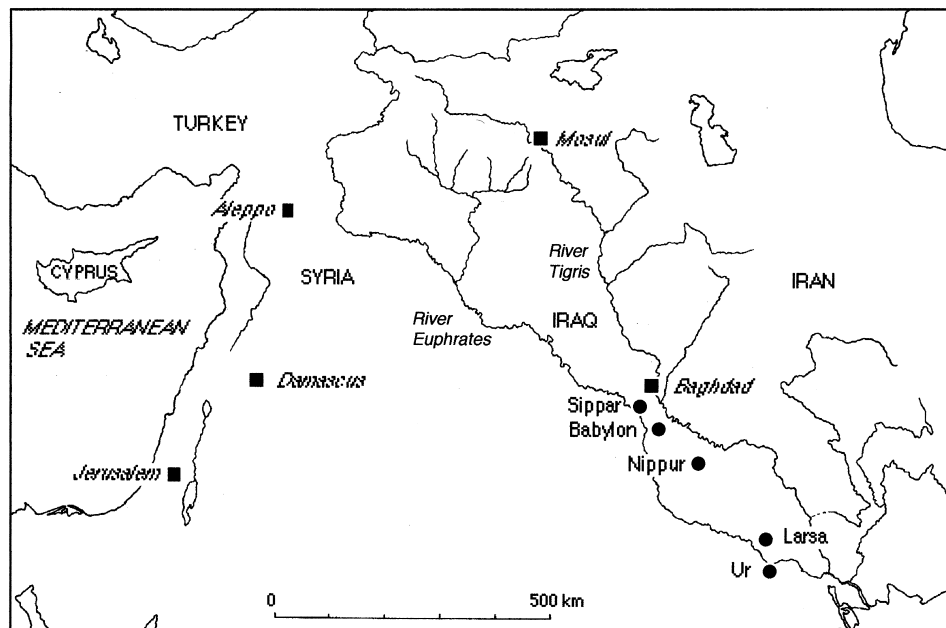 TURKEY
Mosul
Aleppo
CYPRUS
SYRIA
River
Tigris
IRAN
MEDITERRANEAN
SEA
River
Euphrates
IRAQ
Damascus
Baghdad
Sippar
Babylon
Nippur
Jerusalem
Larsa
Ur
0 500 km